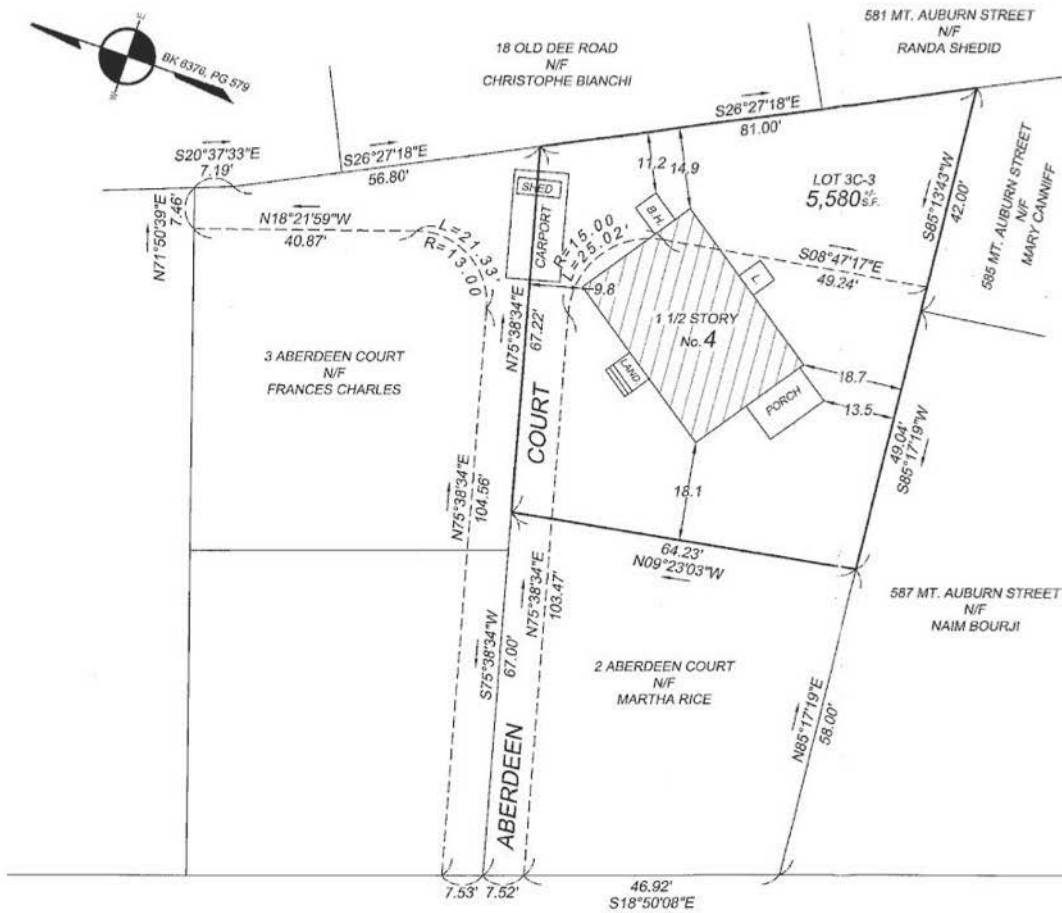 581 MT. AUBURN STREET
N/F
RANDA SHEDID
18 OLD DEE ROAD
N/F
CHRISTOPHE BIANCHI
BK 6376, PG 579
S26°27'18"E
81.00'
S20°37'33"E
7.19'
S26°27'18"E
56.80'
N71°50'39"E
7.46'
N18°21'59"W
40.87'
L=21.33'
R=13.00
SHED
CARPORT
R=15.00
L=25.02'
11.2
14.9
B.H.
LOT 3C-3
5,580 +/- S.F.
S85°13'43"W
42.00'
585 MT. AUBURN STREET
N/F
MARY CANNIFF
S08°47'17"E
49.24'
L
9.8
1 1/2 STORY
No. 4
LAND.
PORCH
18.7
13.5
49.04'
S85°17'19"W
18.1
N75°38'34"E
67.22'
3 ABERDEEN COURT
N/F
FRANCES CHARLES
N75°38'34"E
104.56'
ABERDEEN COURT
64.23'
N09°23'03"W
S75°38'34"W
67.00'
N75°38'34"E
103.47'
2 ABERDEEN COURT
N/F
MARTHA RICE
587 MT. AUBURN STREET
N/F
NAIM BOURJI
N85°17'19"E
58.00'
7.53'
7.52'
46.92'
S18°50'08"E